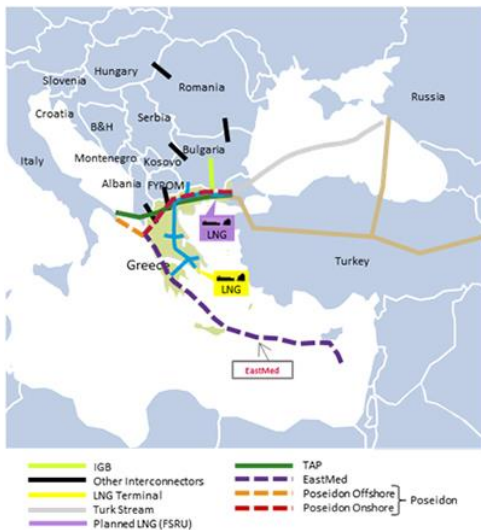 Slovenia
Hungary
Romania
Russia
Croatia
B&H
Serbia
Italy
Montenegro
Kosovo
Bulgaria
Albania
FYROM
LNG
Greece
LNG
Turkey
EastMed
IGB
Other Interconnectors
LNG Terminal
Turk Stream
Planned LNG (FSRU)
TAP
EastMed
Poseidon Offshore
Poseidon Onshore
Poseidon